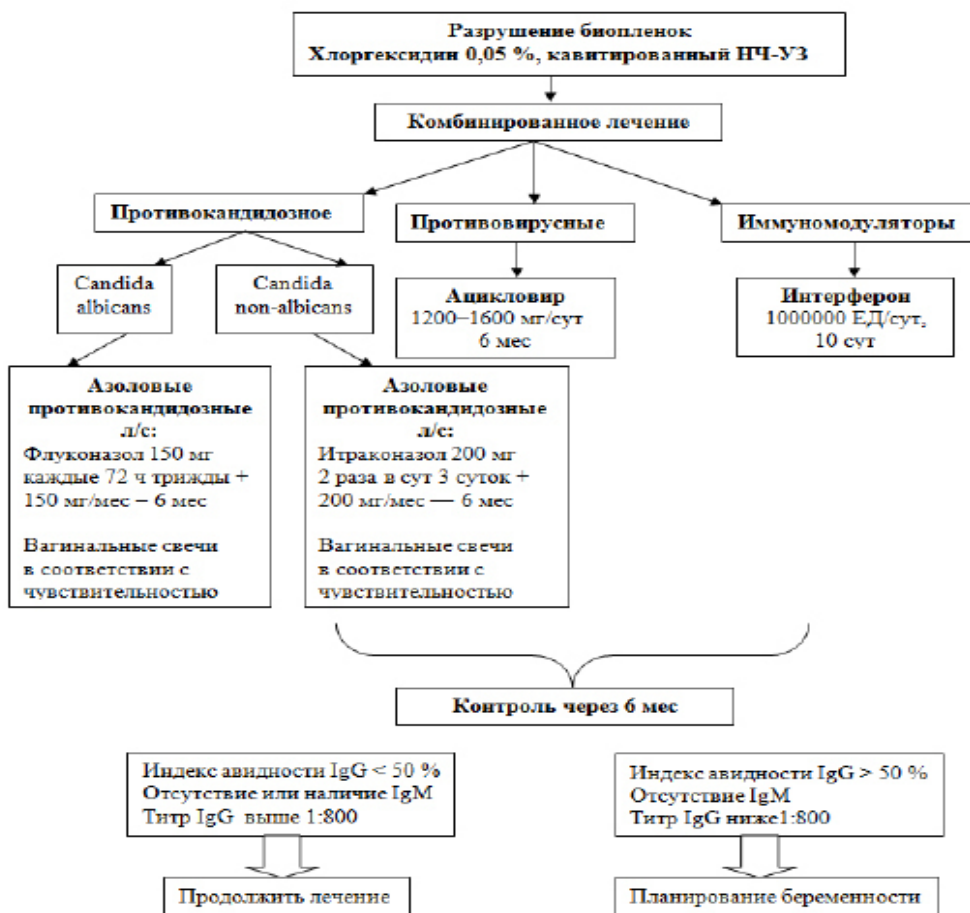 Разрушение биопленок
Хлоргексидин 0,05 %, кавитированный НЧ-УЗ
Комбинированное лечение
Противокандидозное
Противовирусные
Иммуномодуляторы
Candida
albicans
Candida
non-albicans
Ацикловир
1200–1600 мг/сут
6 мес
Интерферон
1000000 ЕД/сут,
10 сут
Азоловые
противокандидозные
л/с:
Флуконазол 150 мг
каждые 72 ч трижды +
150 мг/мес – 6 мес
Вагинальные свечи
в соответствии с
чувствительностью
Азоловые
противокандидозные
л/с:
Итраконазол 200 мг
2 раза в сут 3 суток +
200 мг/мес — 6 мес
Вагинальные свечи
в соответствии с
чувствительностью
Контроль через 6 мес
Индекс авидности IgG < 50 %
Отсутствие или наличие IgM
Титр IgG выше 1:800
Индекс авидности IgG > 50 %
Отсутствие IgM
Титр IgG ниже1:800
Продолжить лечение
Планирование беременности